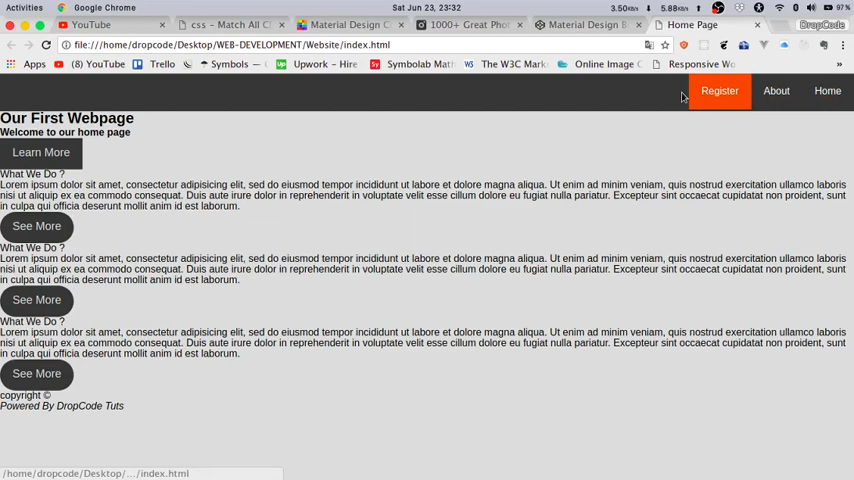 Activities Google Chrome Sat Jun 23, 23:32 3.50KB/s 5.88KB/s 97%
YouTube css - Match All C Material Design C 1000+ Great Phot Material Design B Home Page DropCode
file:///home/dropcode/Desktop/WEB-DEVELOPMENT/Website/index.html
Apps (8) YouTube Trello Symbols — Upwork - Hir Symbolab Math The W3C Mark Online Image C Responsive Wo »
Register About Home
Our First Webpage
Welcome to our home page
Learn More
What We Do ?
Lorem ipsum dolor sit amet, consectetur adipisicing elit, sed do eiusmod tempor incididunt ut labore et dolore magna aliqua. Ut enim ad minim veniam, quis nostrud exercitation ullamco laboris
nisi ut aliquip ex ea commodo consequat. Duis aute irure dolor in reprehenderit in voluptate velit esse cillum dolore eu fugiat nulla pariatur. Excepteur sint occaecat cupidatat non proident, sunt
in culpa qui officia deserunt mollit anim id est laborum.
See More
What We Do ?
Lorem ipsum dolor sit amet, consectetur adipisicing elit, sed do eiusmod tempor incididunt ut labore et dolore magna aliqua. Ut enim ad minim veniam, quis nostrud exercitation ullamco laboris
nisi ut aliquip ex ea commodo consequat. Duis aute irure dolor in reprehenderit in voluptate velit esse cillum dolore eu fugiat nulla pariatur. Excepteur sint occaecat cupidatat non proident, sunt
in culpa qui officia deserunt mollit anim id est laborum.
See More
What We Do ?
Lorem ipsum dolor sit amet, consectetur adipisicing elit, sed do eiusmod tempor incididunt ut labore et dolore magna aliqua. Ut enim ad minim veniam, quis nostrud exercitation ullamco laboris
nisi ut aliquip ex ea commodo consequat. Duis aute irure dolor in reprehenderit in voluptate velit esse cillum dolore eu fugiat nulla pariatur. Excepteur sint occaecat cupidatat non proident, sunt
in culpa qui officia deserunt mollit anim id est laborum.
See More
copyright ©
Powered By DropCode Tuts
/home/dropcode/Desktop/.../index.html